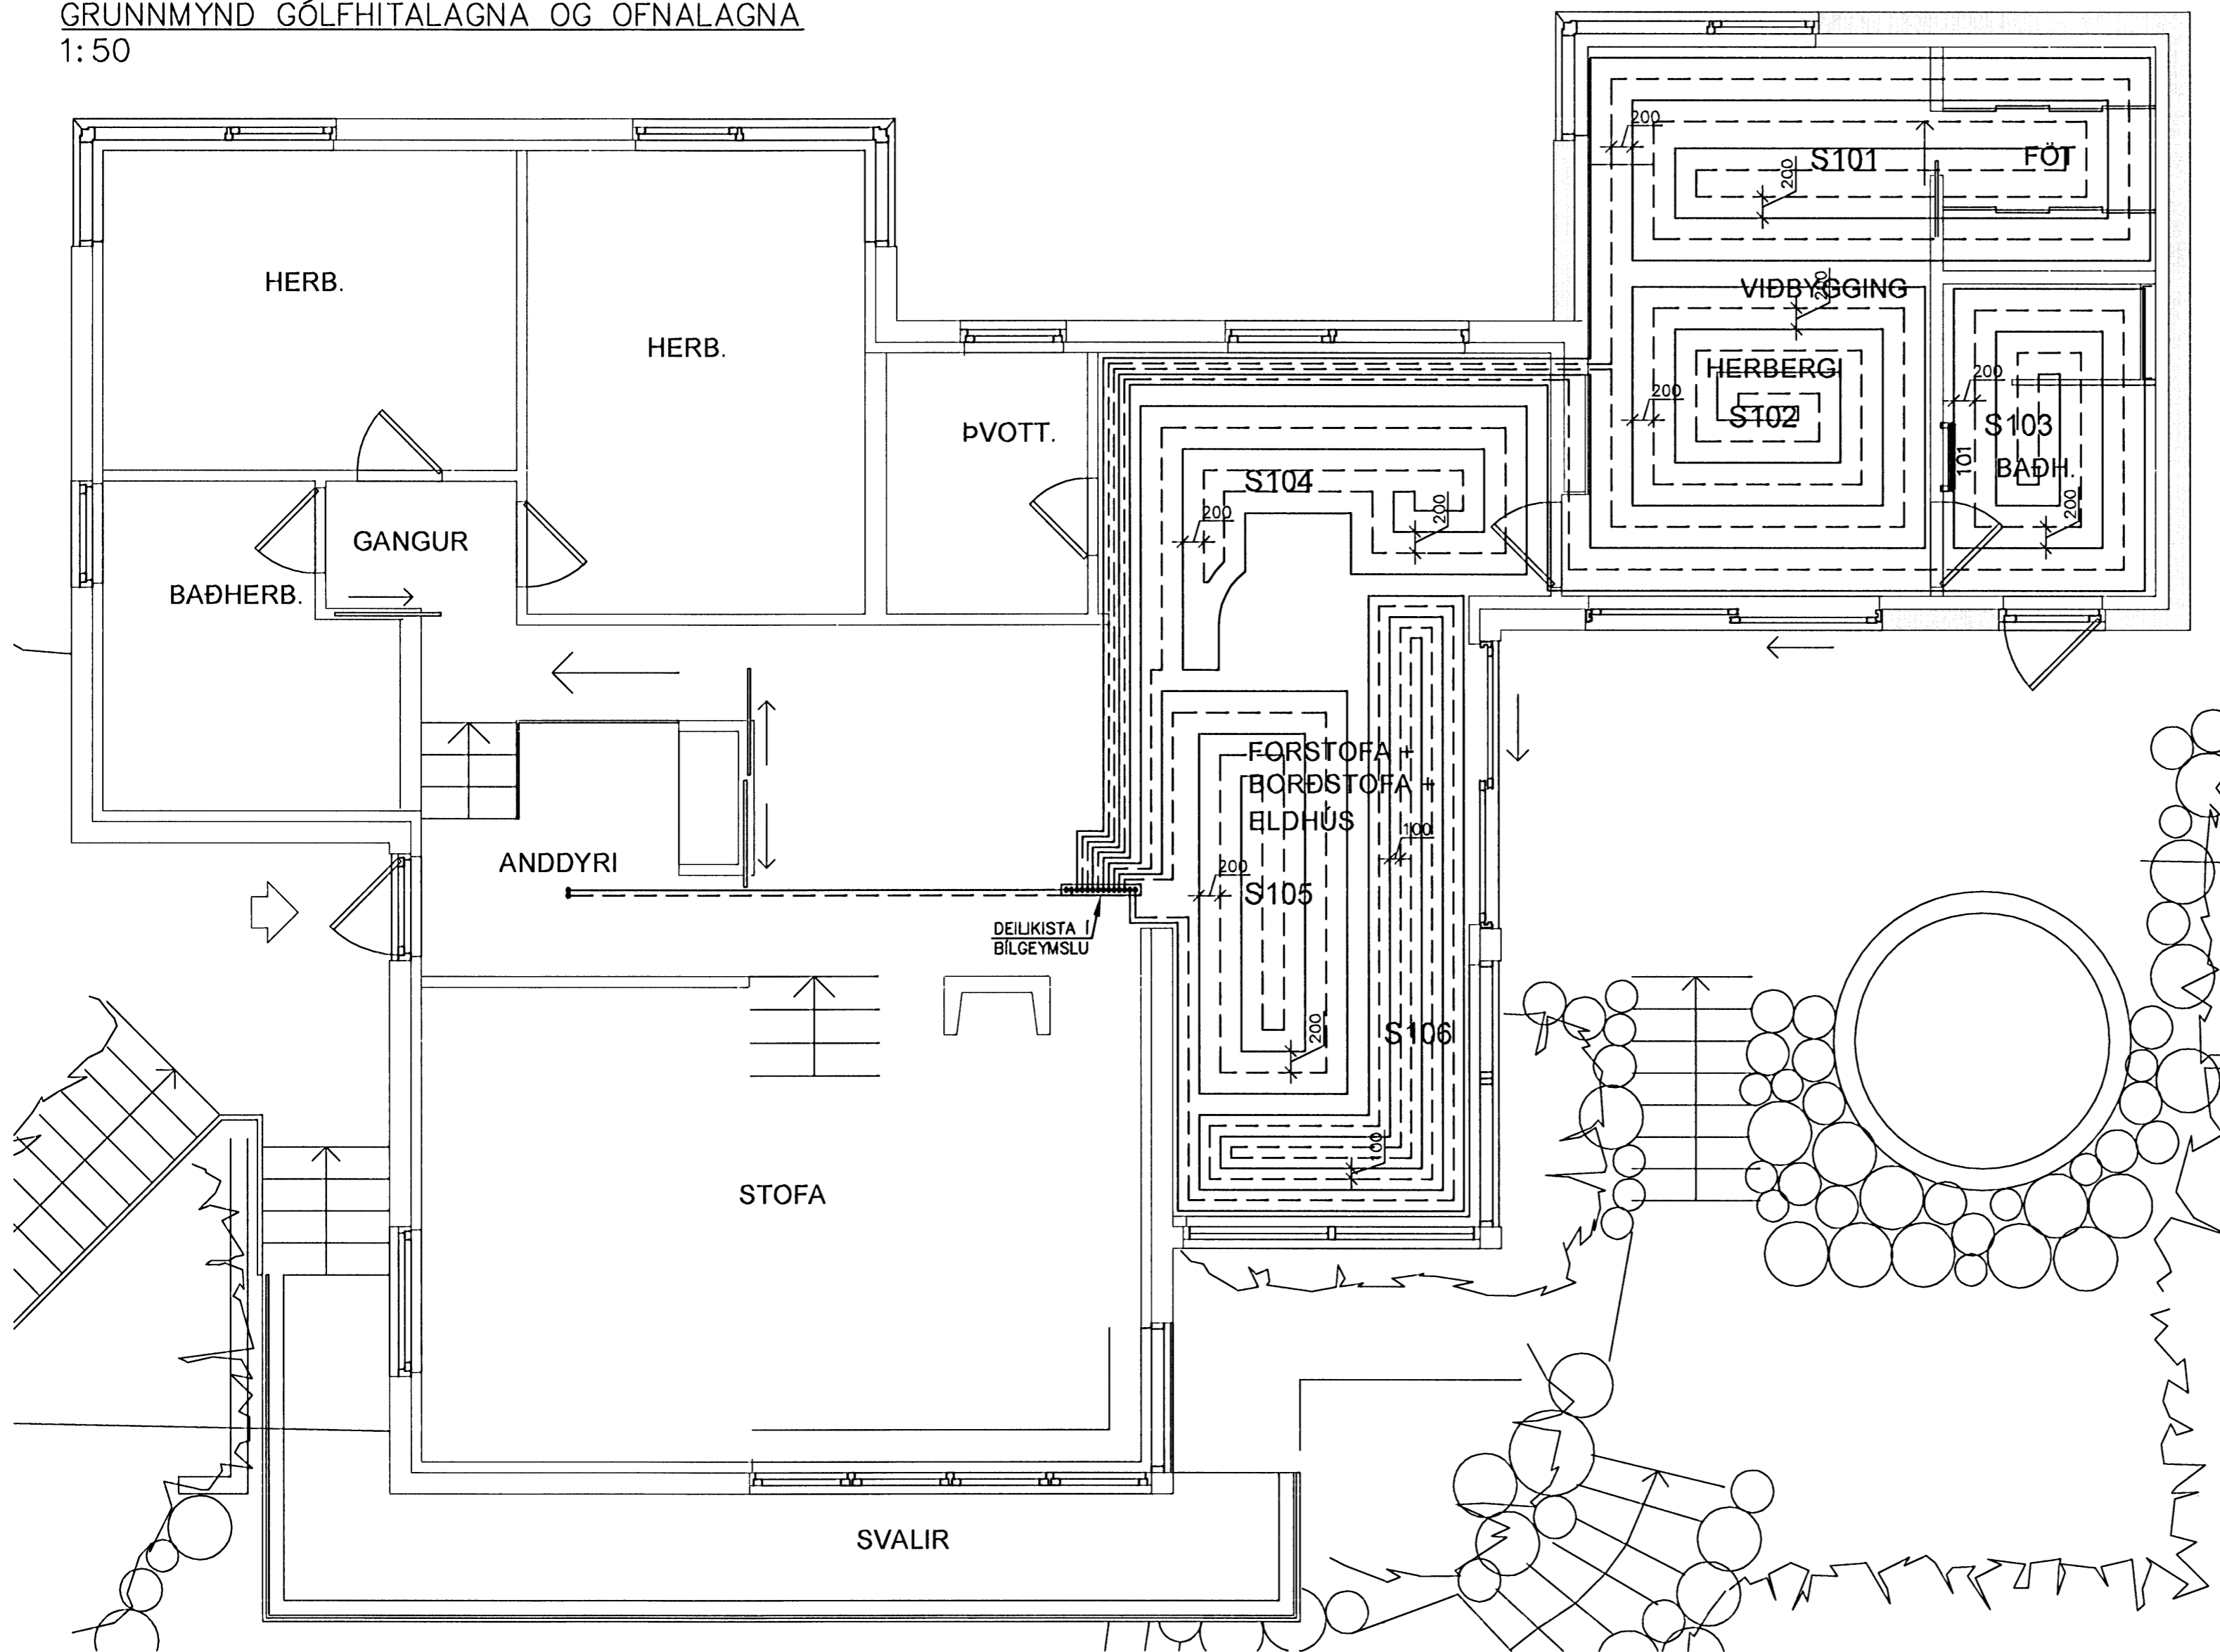 GRUNNMYND GÓLFHITALAGNA OG OFNALAGNA
1:50
200
S101
FÖT
200
HERB.
VIÐBYGGING
200
HERB.
HERBERGI
200
S102
200
S103
101
BAÐH.
200
ÞVOTT.
S104
200
200
GANGUR
BAÐHERB.
FORSTOFA +
BORÐSTOFA +
ELDHÚS
100
ANDDYRI
200
S105
DEILIKISTA Í
BÍLGEYMSLU
200
S106
100
STOFA
SVALIR